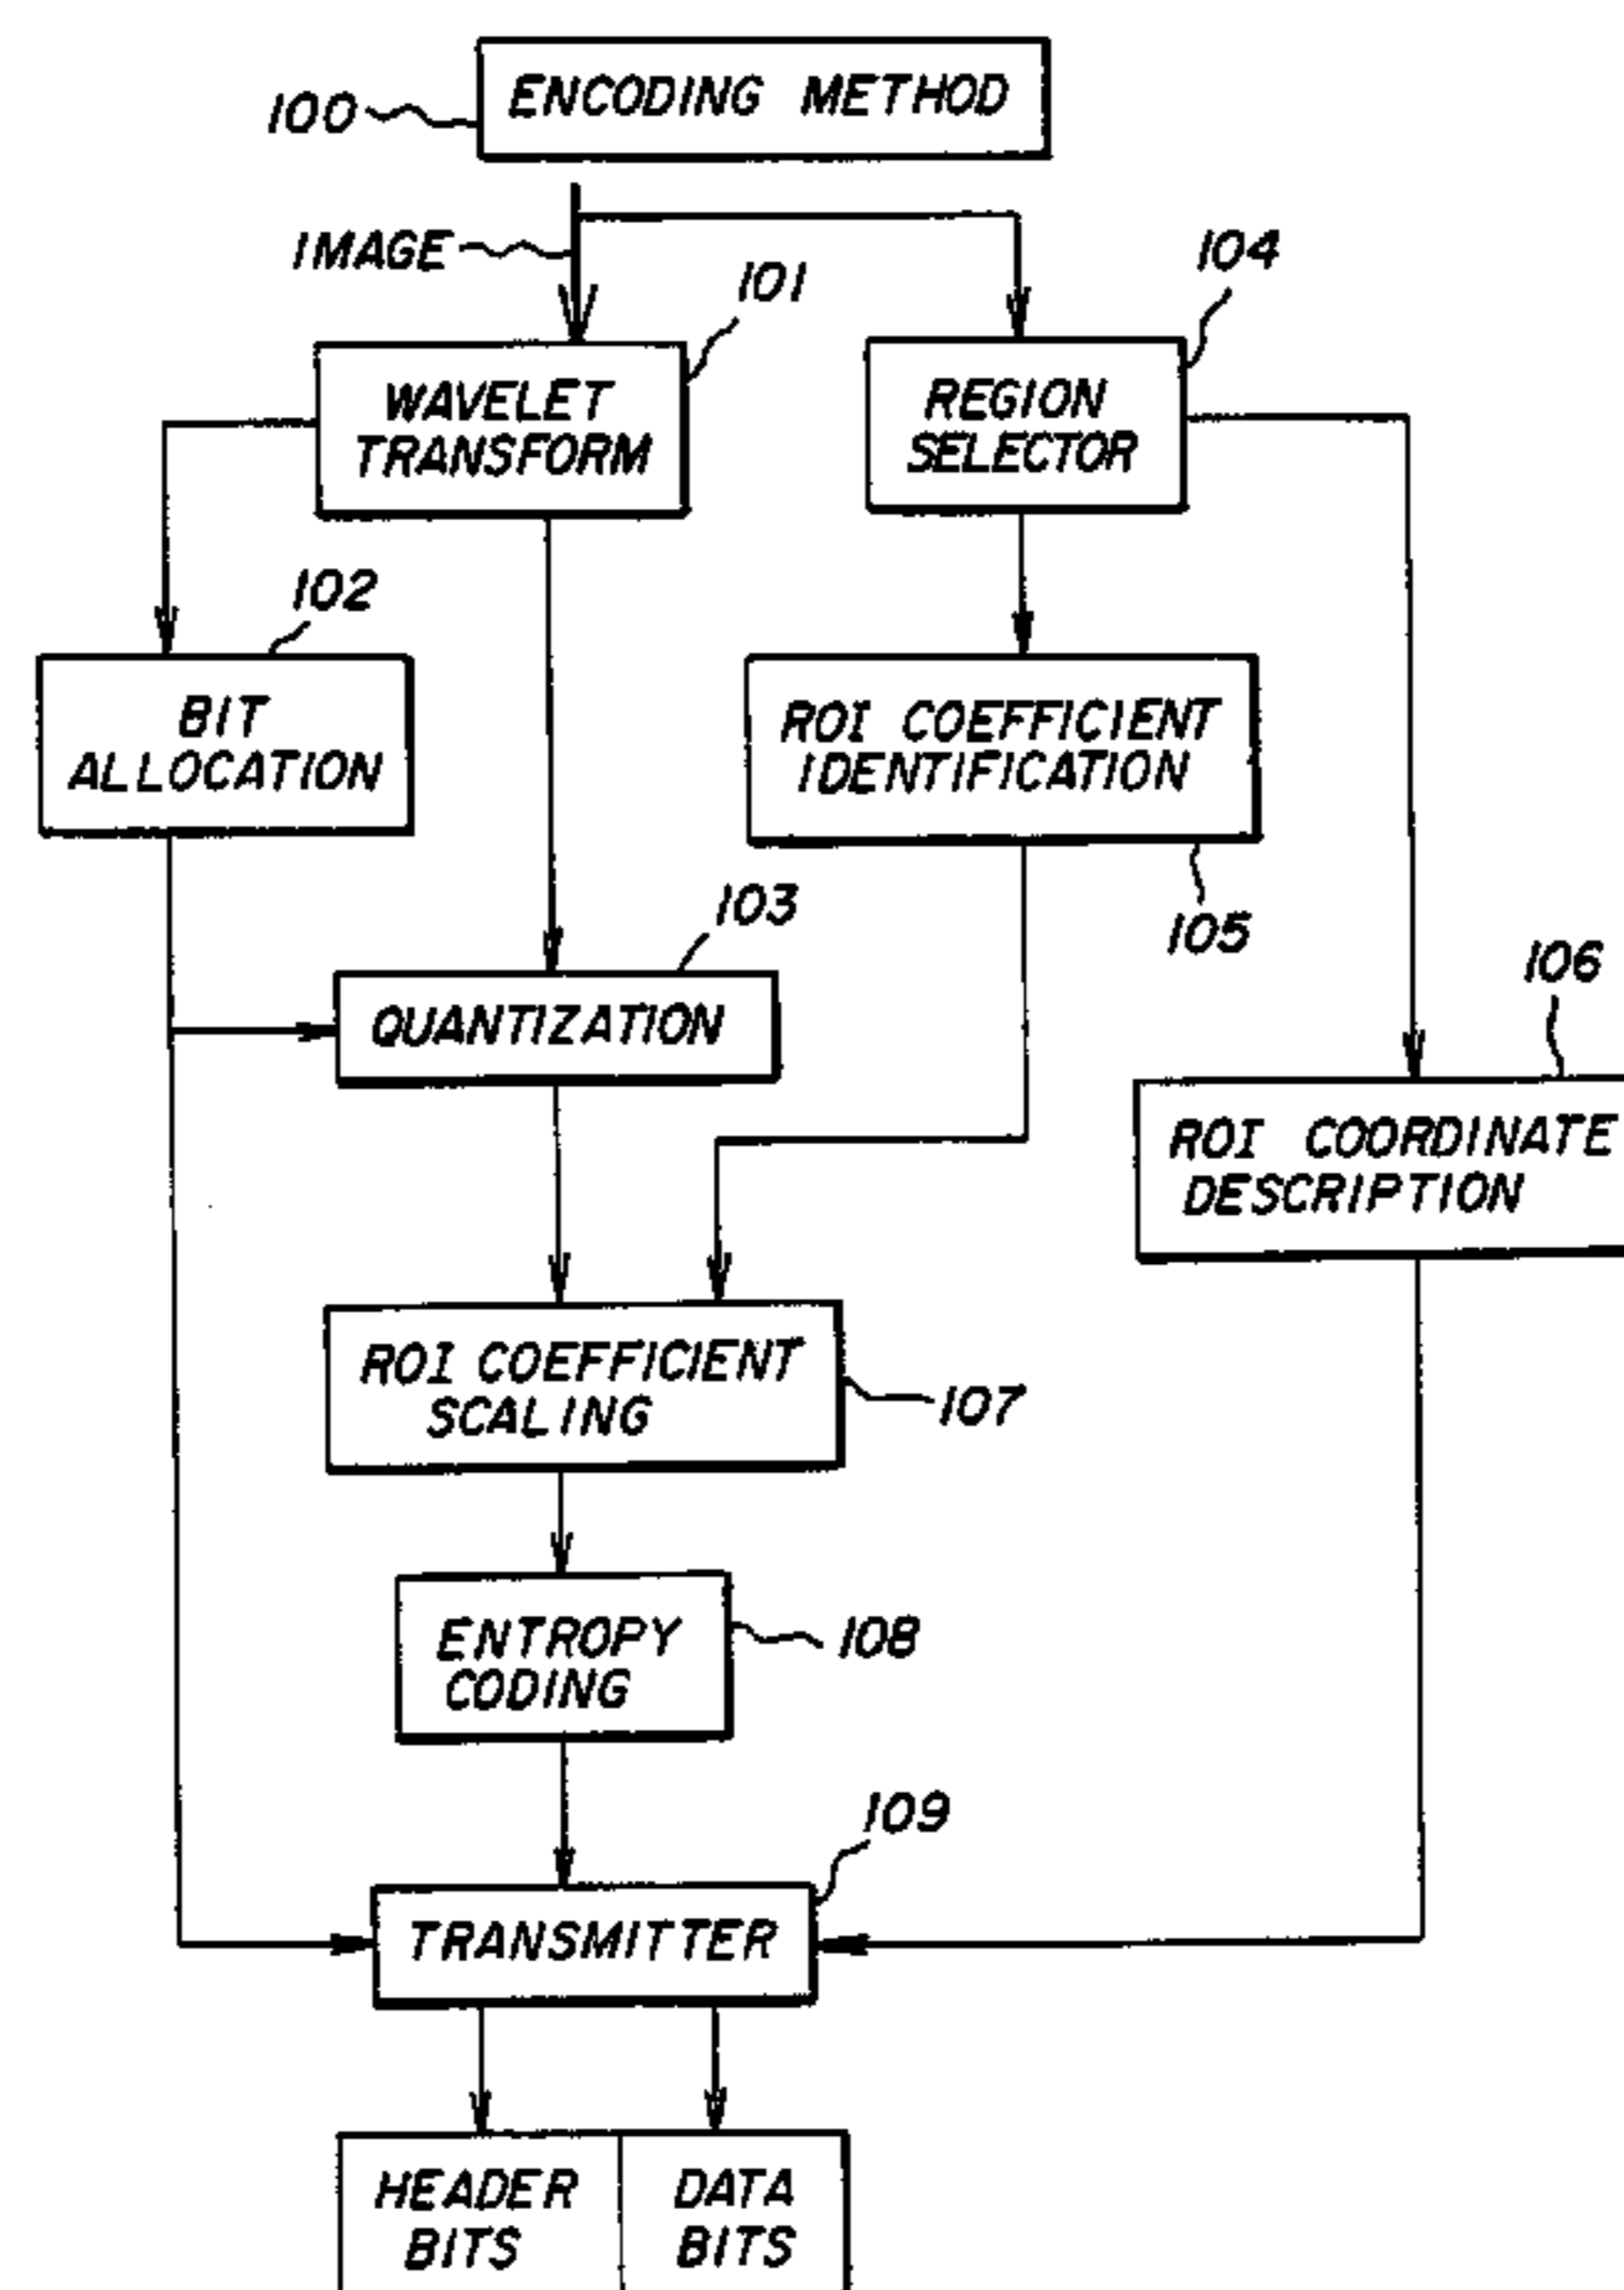 100
ENCODING METHOD
IMAGE
101
104
WAVELET
TRANSFORM
REGION
SELECTOR
102
BIT
ALLOCATION
ROI COEFFICIENT
IDENTIFICATION
103
105
106
QUANTIZATION
ROI COORDINATE
DESCRIPTION
ROI COEFFICIENT
SCALING
107
ENTROPY
CODING
108
109
TRANSMITTER
HEADER
BITS
DATA
BITS